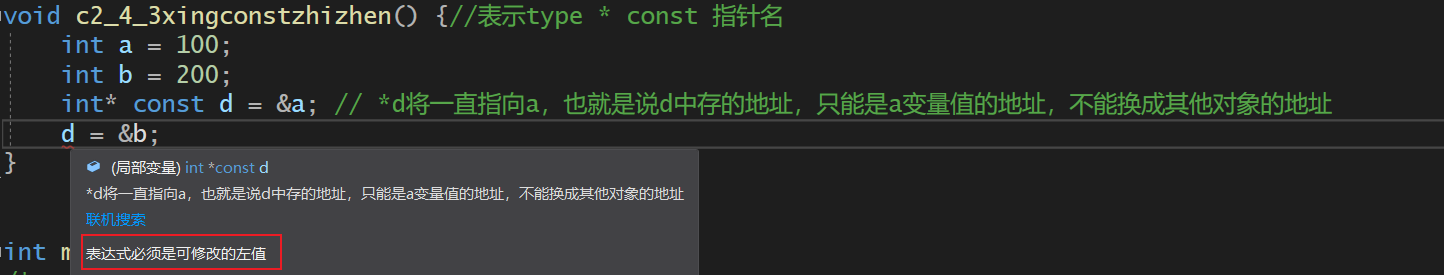 void c2_4_3xingconstzhizhen() {//表示type * const 指针名
int a = 100;
int b = 200;
int* const d = &a; // *d将一直指向a，也就是说d中存的地址，只能是a变量值的地址，不能换成其他对象的地址
d = &b;
}
(局部变量) int *const d
*d将一直指向a，也就是说d中存的地址，只能是a变量值的地址，不能换成其他对象的地址
联机搜索
表达式必须是可修改的左值
int m